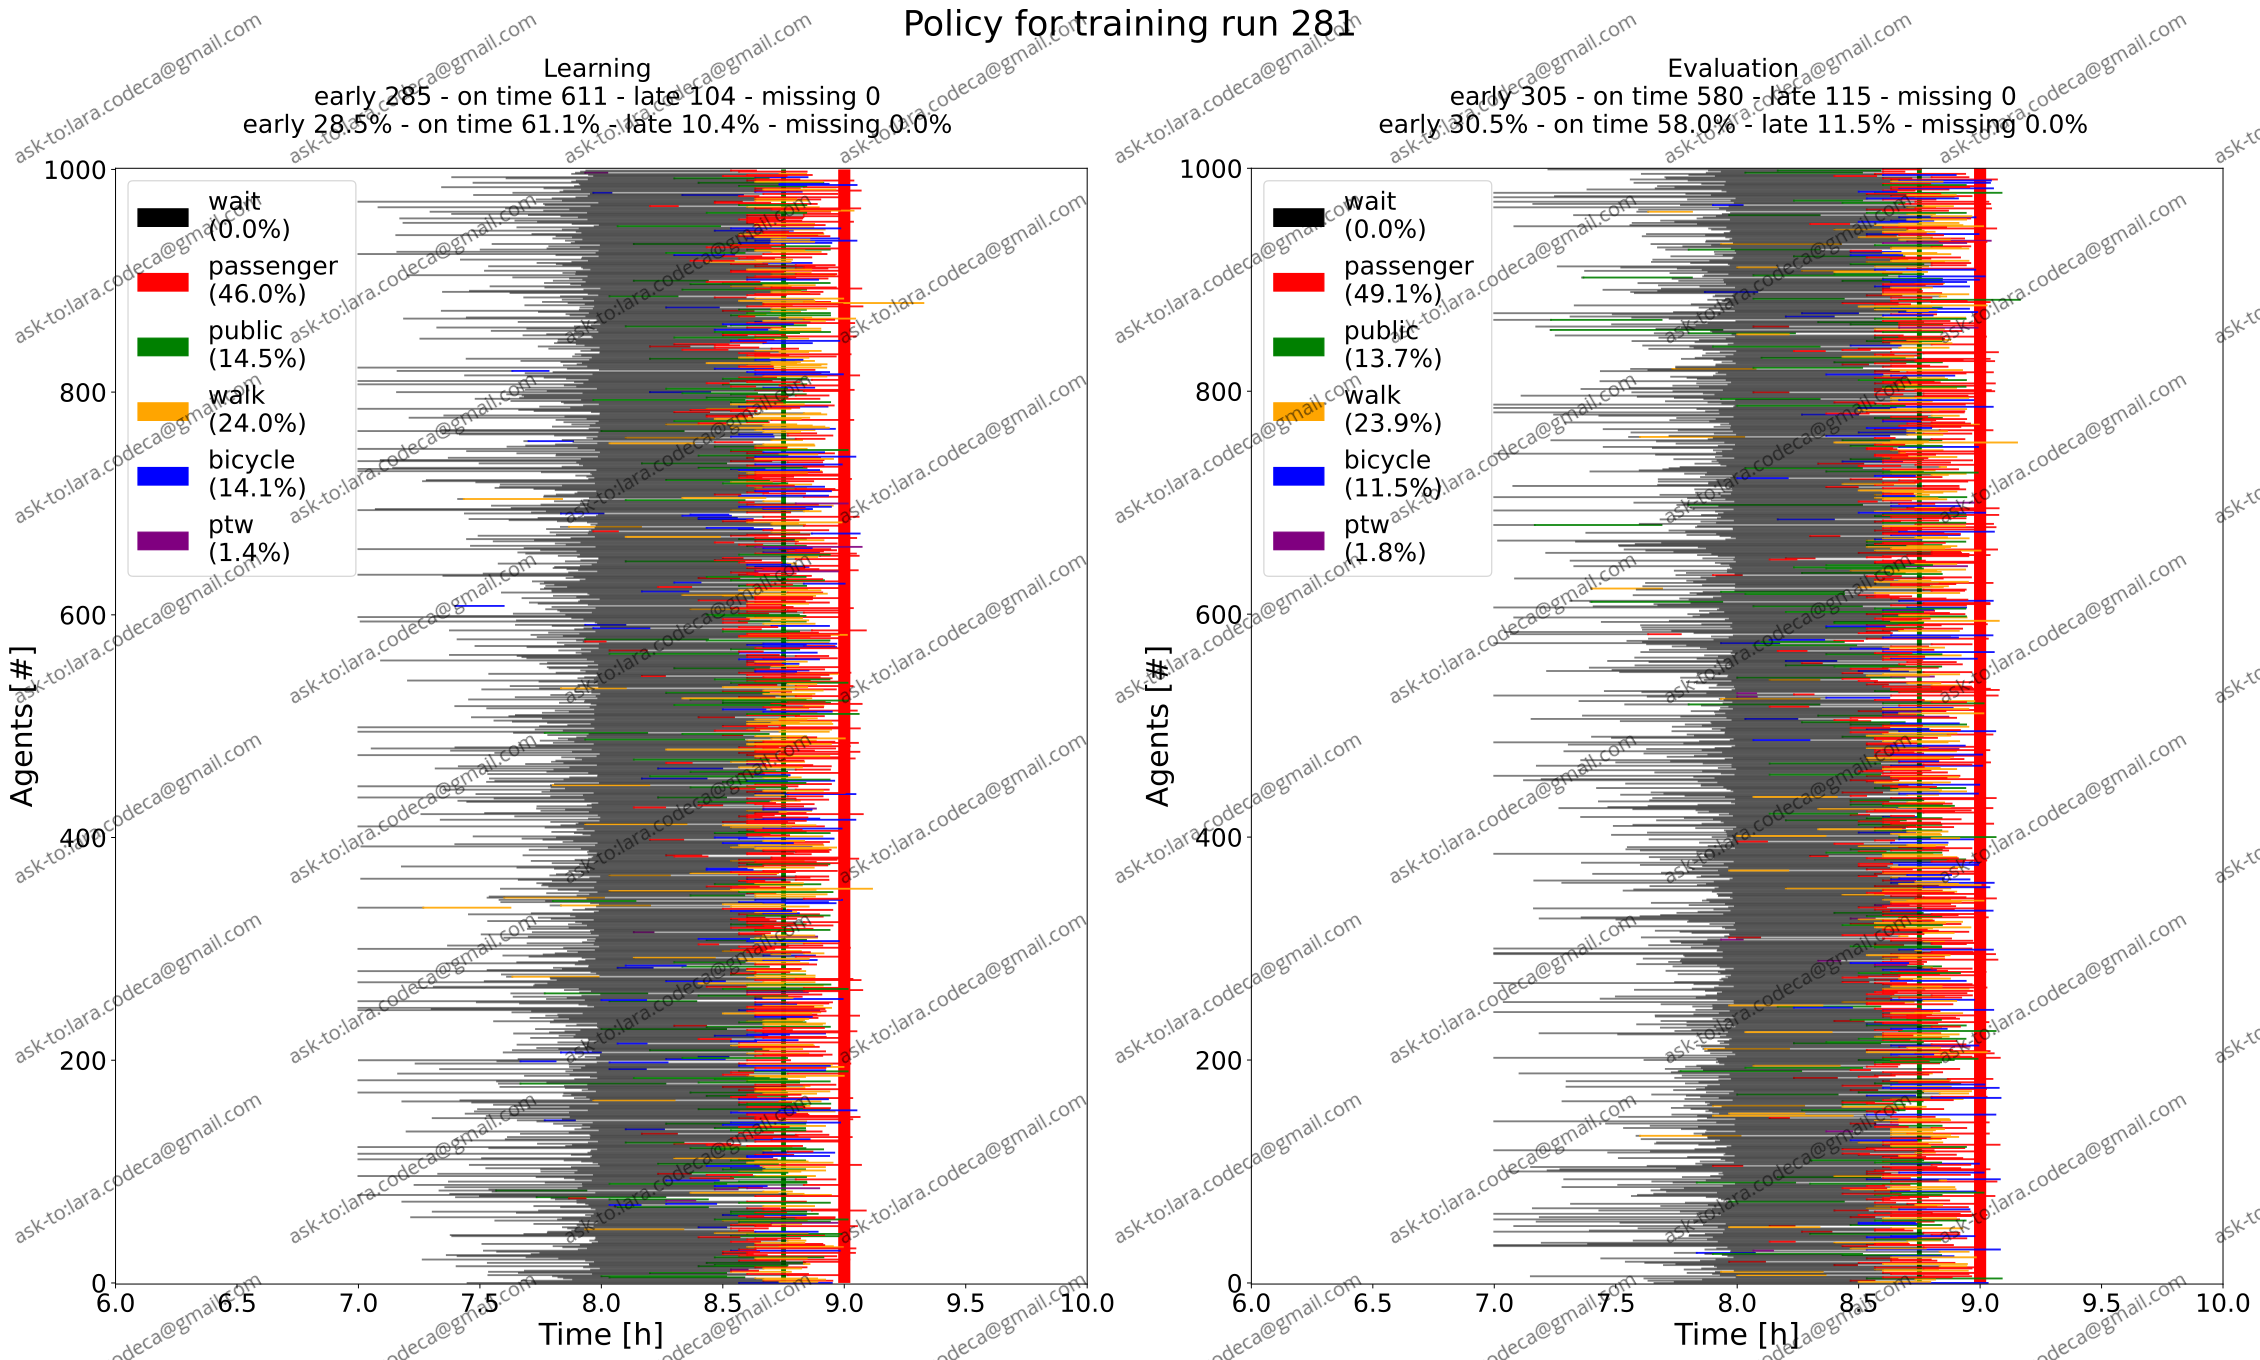 Policy for training run 281
Learning
early 285 - on time 611 - late 104 - missing 0
early 28.5% - on time 61.1% - late 10.4% - missing 0.0%
1000
800
600
400
200
0
Agents [#]
wait
(0.0%)
passenger
(46.0%)
public
(14.5%)
walk
(24.0%)
bicycle
(14.1%)
ptw
(1.4%)
6.0 6.5 7.0 7.5 8.0 8.5 9.0 9.5 10.0
Time [h]
Evaluation
early 305 - on time 580 - late 115 - missing 0
early 30.5% - on time 58.0% - late 11.5% - missing 0.0%
1000
800
600
400
200
0
Agents [#]
wait
(0.0%)
passenger
(49.1%)
public
(13.7%)
walk
(23.9%)
bicycle
(11.5%)
ptw
(1.8%)
6.0 6.5 7.0 7.5 8.0 8.5 9.0 9.5 10.0
Time [h]
ask-to:lara.codeca@gmail.com